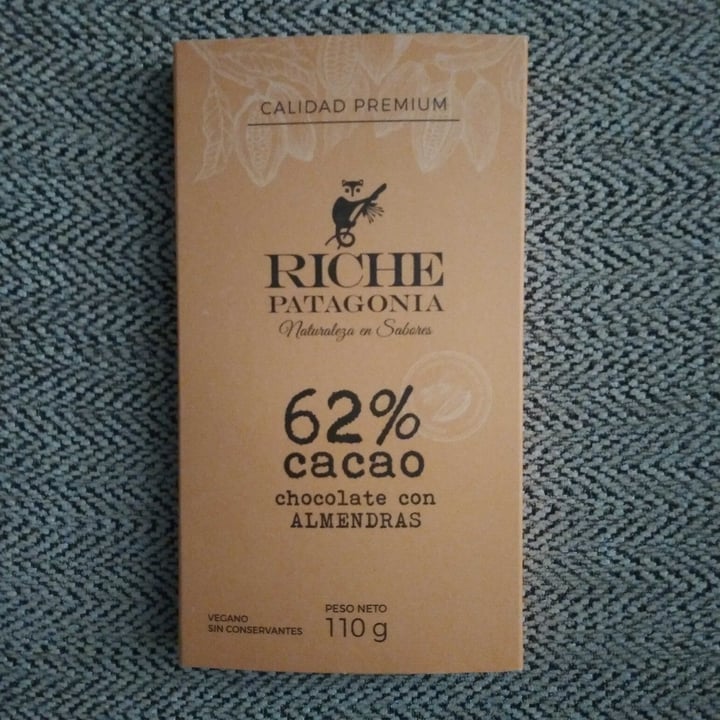 CALIDAD PREMIUM
RICHE
PATAGONIA
Naturaleza en Sabores
62%
cacao
chocolate con
ALMENDRAS
VEGANO
SIN CONSERVANTES
PESO NETO
110 g